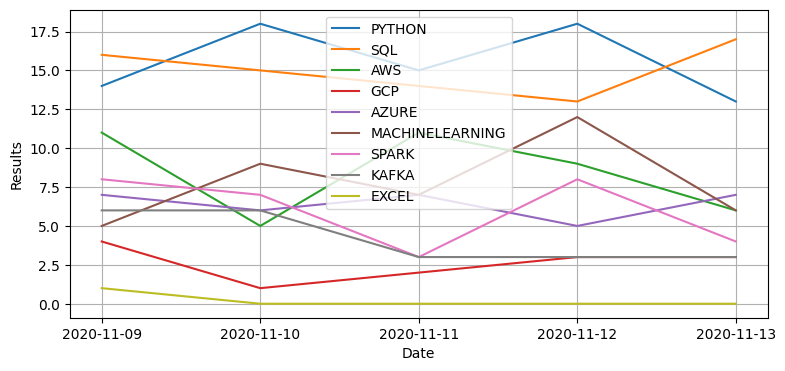 PYTHON
SQL
AWS
GCP
AZURE
MACHINELEARNING
SPARK
KAFKA
EXCEL
17.5
15.0
12.5
10.0
7.5
5.0
2.5
0.0
Results
2020-11-09 2020-11-10 2020-11-11 2020-11-12 2020-11-13
Date